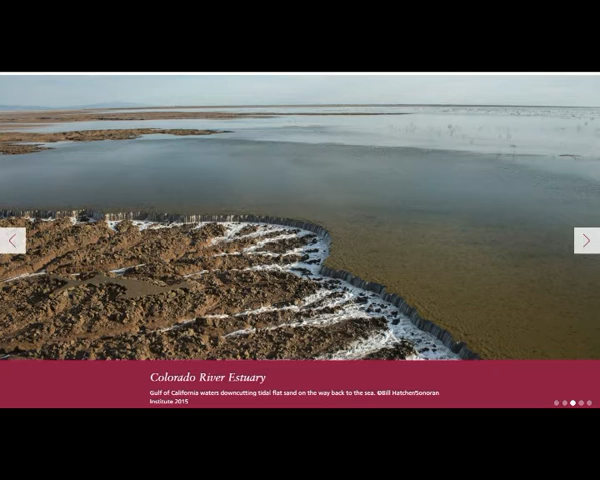 Colorado River Estuary
Gulf of California waters downcutting tidal flat sand on the way back to the sea. ©Bill Hatcher/Sonoran
Institute 2015